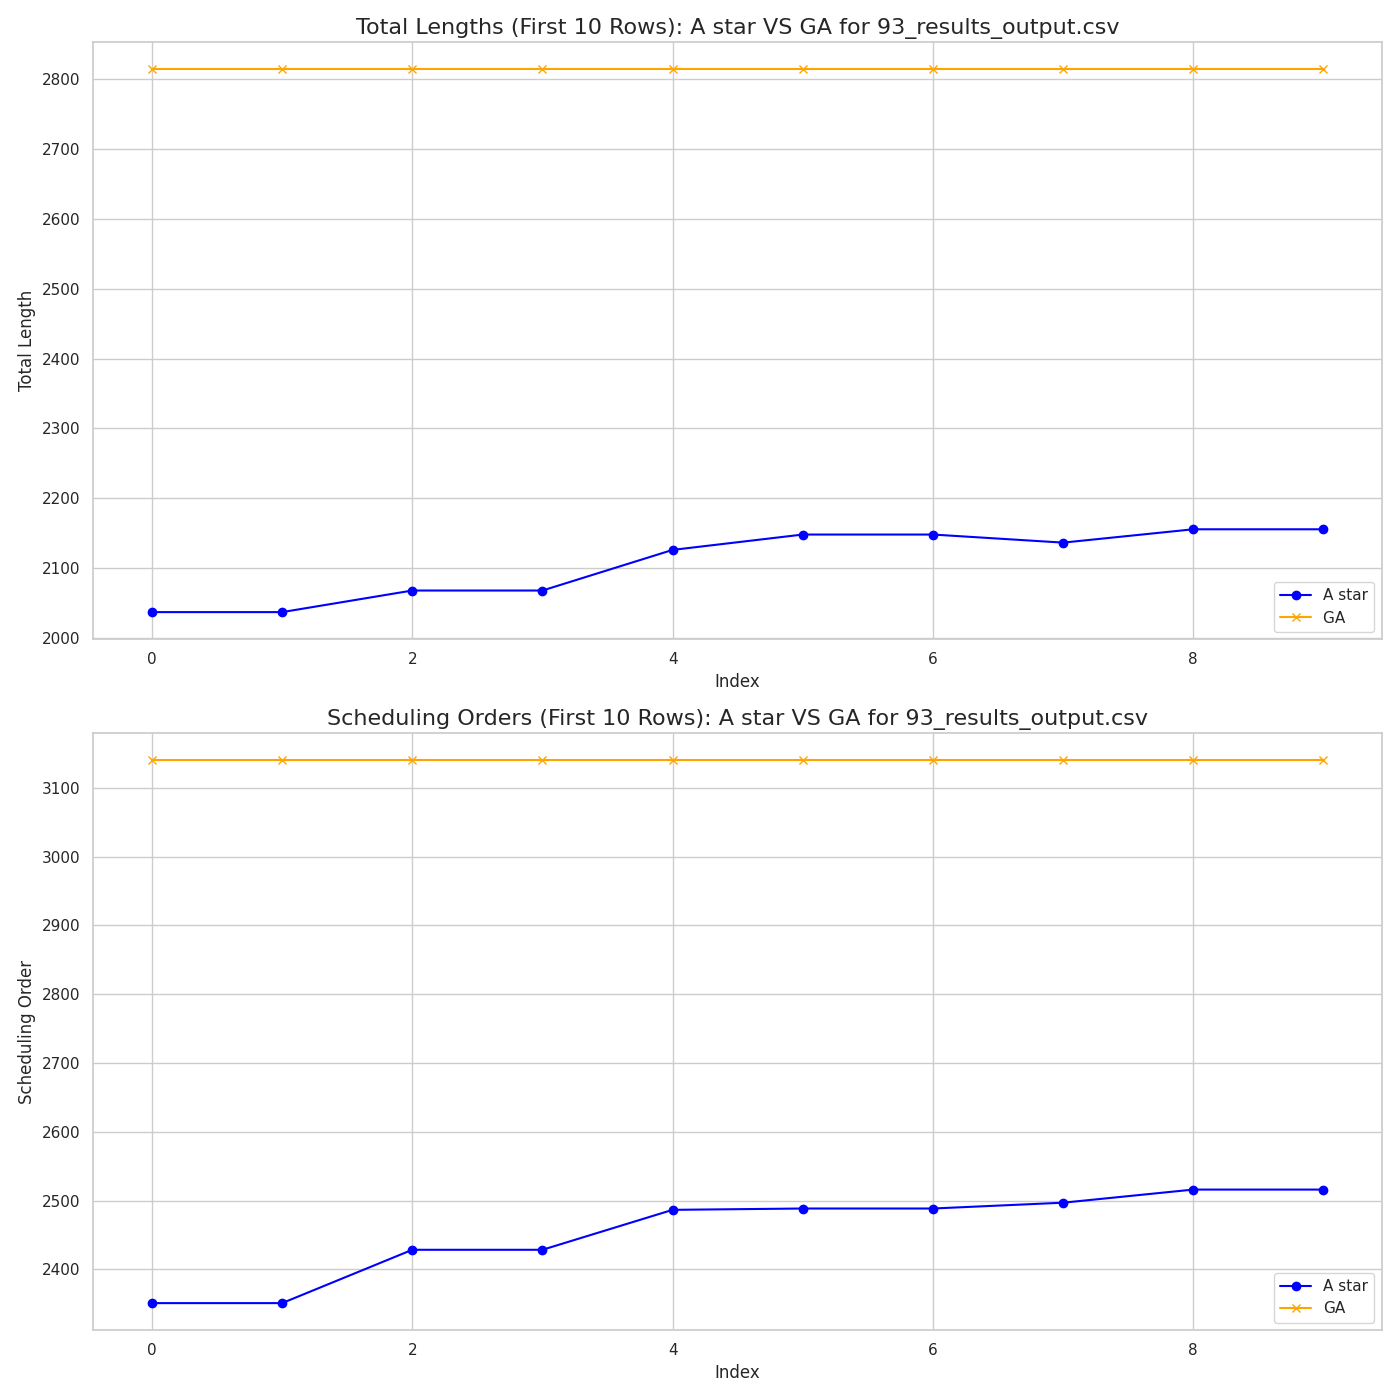 Total Lengths (First 10 Rows): A star VS GA for 93_results_output.csv
2800
2700
2600
2500
2400
2300
2200
2100
2000
Total Length
A star
GA
0 2 4 6 8
Index
Scheduling Orders (First 10 Rows): A star VS GA for 93_results_output.csv
3100
3000
2900
2800
2700
2600
2500
2400
Scheduling Order
A star
GA
0 2 4 6 8
Index